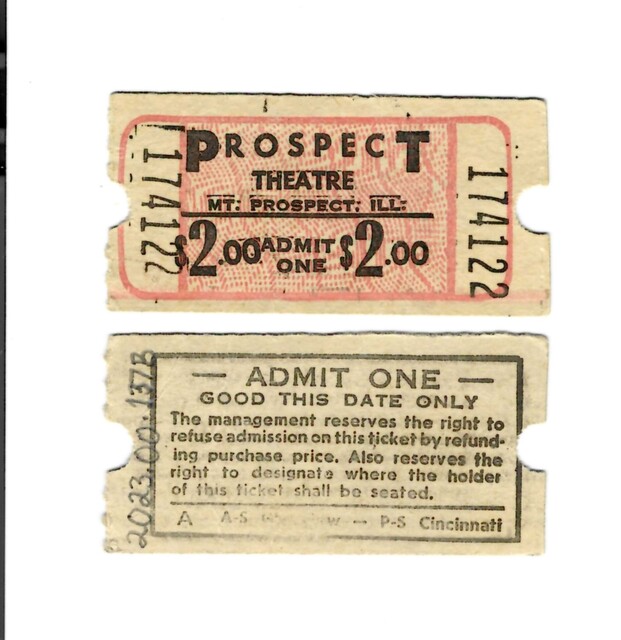 PROSPECT
THEATRE
MT. PROSPECT, ILL.
$2.00 ADMIT ONE $2.00
174122
174122
— ADMIT ONE —
GOOD THIS DATE ONLY
The management reserves the right to
refuse admission on this ticket by refund-
ing purchase price. Also reserves the
right to designate where the holder
of this ticket shall be seated.
A A-S — P-S Cincinnati
2023.00.137B